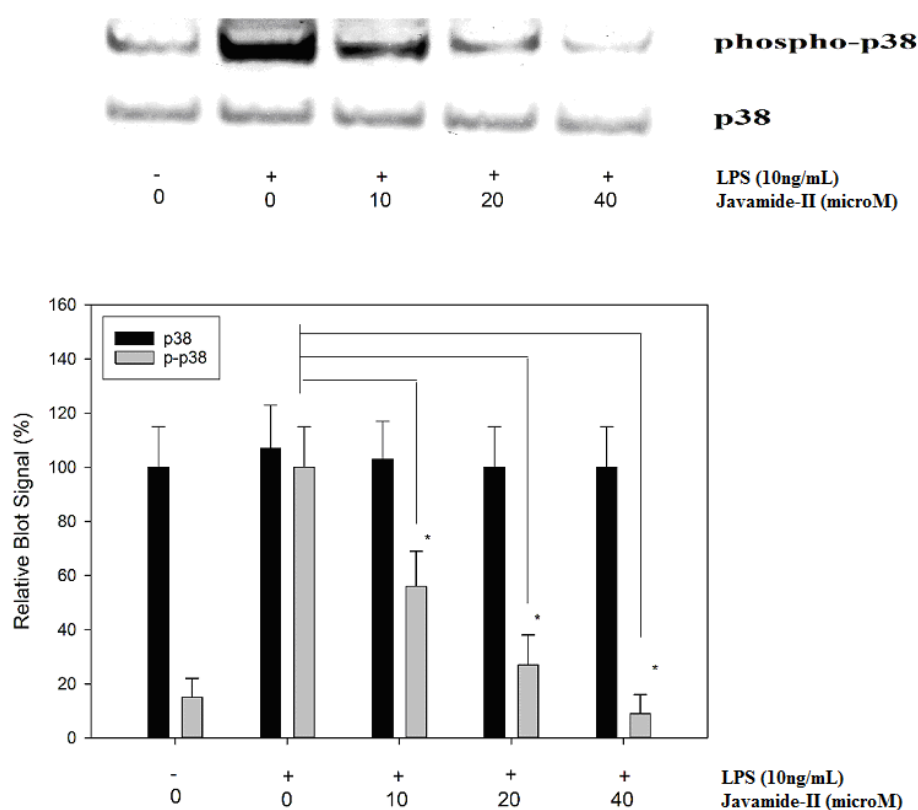 phospho-p38
p38
- + + + + LPS (10ng/mL)
0 0 10 20 40 Javamide-II (microM)
160
140
120
100
80
60
40
20
0
Relative Blot Signal (%)
p38
p-p38
*
*
*
- + + + + LPS (10ng/mL)
0 0 10 20 40 Javamide-II (microM)